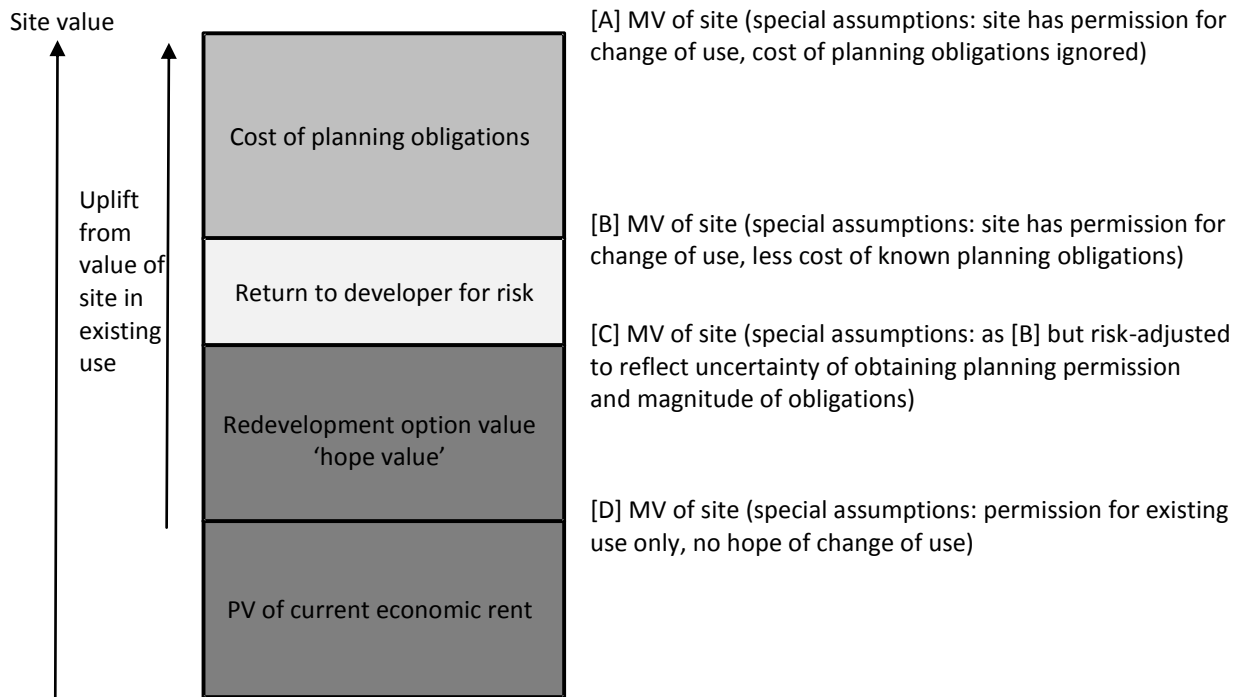 Site value
[A] MV of site (special assumptions: site has permission for
change of use, cost of planning obligations ignored)
Cost of planning obligations
Uplift
from
value of
site in
existing
use
[B] MV of site (special assumptions: site has permission for
change of use, less cost of known planning obligations)
Return to developer for risk
[C] MV of site (special assumptions: as [B] but risk-adjusted
to reflect uncertainty of obtaining planning permission
and magnitude of obligations)
Redevelopment option value
‘hope value’
[D] MV of site (special assumptions: permission for existing
use only, no hope of change of use)
PV of current economic rent